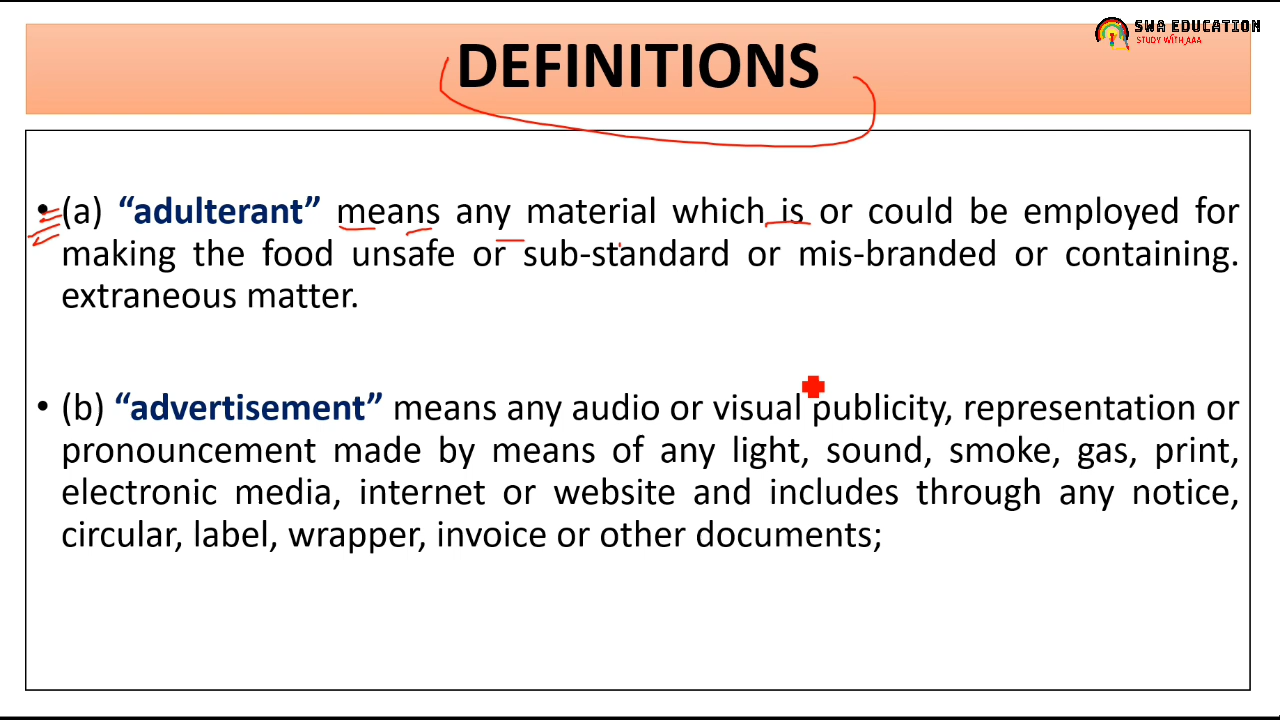 SWA EDUCATION
STUDY WITH AAA
DEFINITIONS
• (a) “adulterant” means any material which is or could be employed for
making the food unsafe or sub-standard or mis-branded or containing.
extraneous matter.
• (b) “advertisement” means any audio or visual publicity, representation or
pronouncement made by means of any light, sound, smoke, gas, print,
electronic media, internet or website and includes through any notice,
circular, label, wrapper, invoice or other documents;